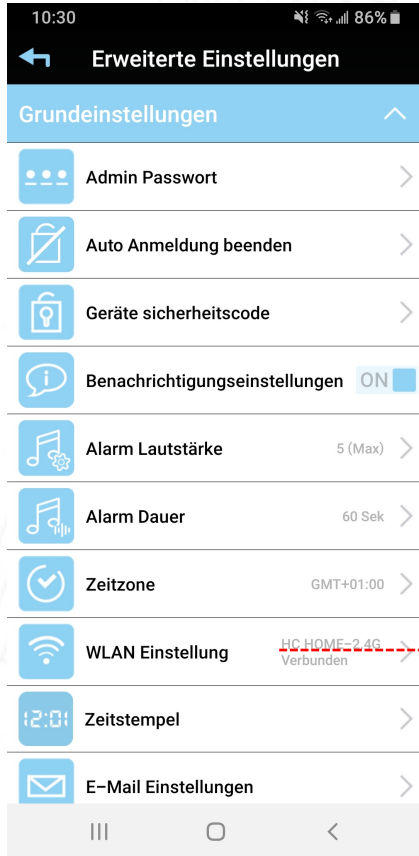 10:30 86%
Erweiterte Einstellungen
Grundeinstellungen
Admin Passwort
Auto Anmeldung beenden
Geräte sicherheitscode
Benachrichtigungseinstellungen ON
Alarm Lautstärke 5 (Max)
Alarm Dauer 60 Sek
Zeitzone GMT+01:00
WLAN Einstellung HC HOME-2.4G
Verbunden
12:01 Zeitstempel
E-Mail Einstellungen